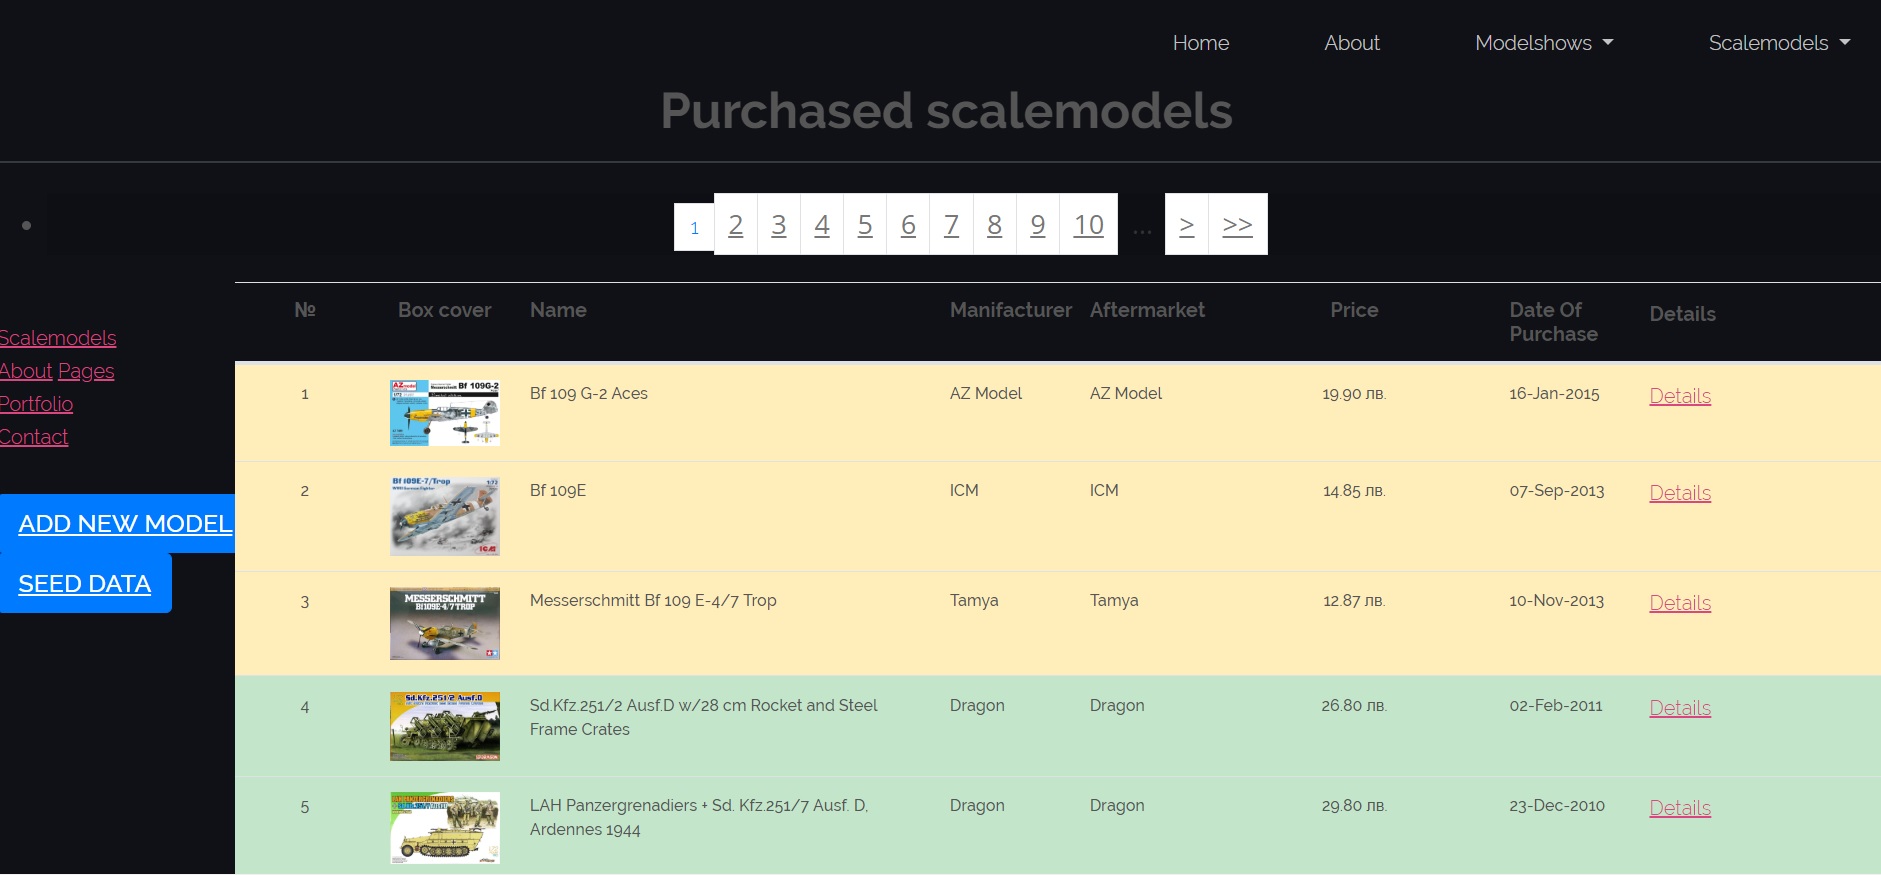 Home About Modelshows Scalemodels
Purchased scalemodels
1 2 3 4 5 6 7 8 9 10 ... > >>
Scalemodels
About Pages
Portfolio
Contact
ADD NEW MODEL
SEED DATA
№ Box cover Name Manifacturer Aftermarket Price Date Of Purchase Details
1 Bf 109 G-2 Aces AZ Model AZ Model 19.90 лв. 16-Jan-2015 Details
AZ model
Bf 109G-2
2 Bf 109E ICM ICM 14.85 лв. 07-Sep-2013 Details
Bf 109E-7/Trop
1:72
ICM
3 Messerschmitt Bf 109 E-4/7 Trop Tamya Tamya 12.87 лв. 10-Nov-2013 Details
MESSERSCHMITT
Bf109E-4/7 TROP
4 Sd.Kfz.251/2 Ausf.D w/28 cm Rocket and Steel Dragon Dragon 26.80 лв. 02-Feb-2011 Details
Frame Crates
Sd.Kfz.251/2 Ausf.D
5 LAH Panzergrenadiers + Sd. Kfz.251/7 Ausf. D, Dragon Dragon 29.80 лв. 23-Dec-2010 Details
Ardennes 1944